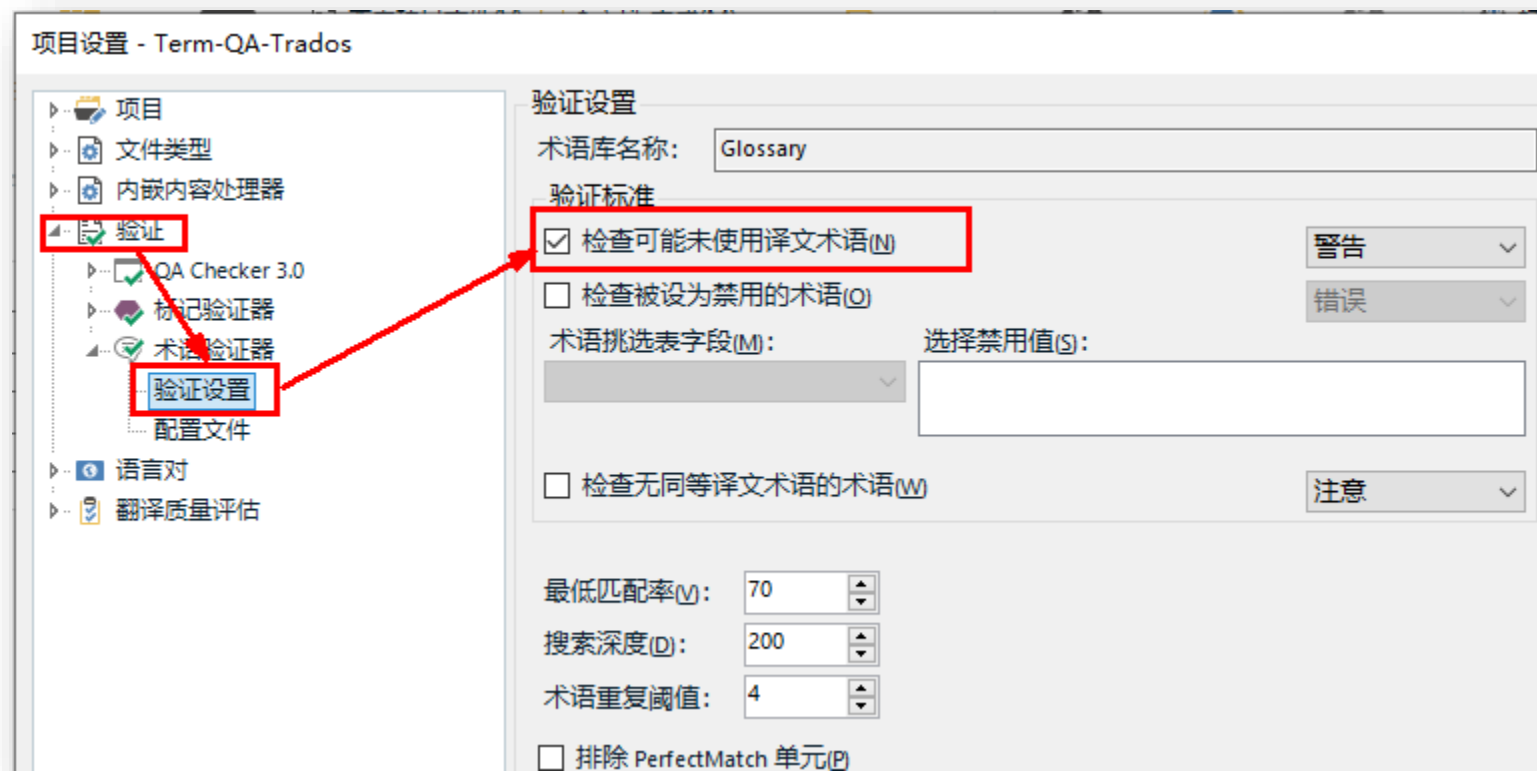 项目设置 - Term-QA-Trados
项目
文件类型
内嵌内容处理器
验证
QA Checker 3.0
标记验证器
术语验证器
验证设置
配置文件
语言对
翻译质量评估
验证设置
术语库名称: Glossary
验证标准
检查可能未使用译文术语(N) 警告
检查被设为禁用的术语(O) 错误
术语挑选表字段(M): 选择禁用值(S):
检查无同等译文术语的术语(W) 注意
最低匹配率(V): 70
搜索深度(D): 200
术语重复阈值: 4
排除 PerfectMatch 单元(P)